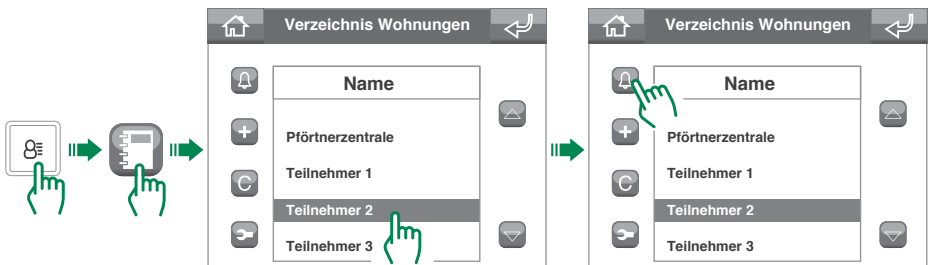 Verzeichnis Wohnungen
Name
Pförtnerzentrale
Teilnehmer 1
Teilnehmer 2
Teilnehmer 3
C
Verzeichnis Wohnungen
Name
Pförtnerzentrale
Teilnehmer 1
Teilnehmer 2
Teilnehmer 3
C